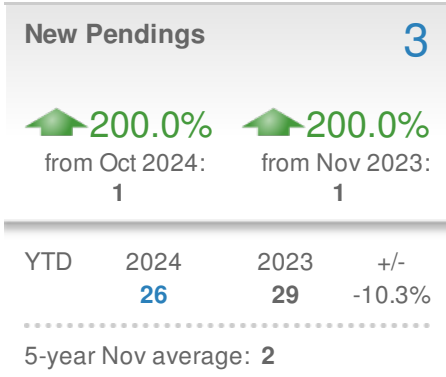 New Pendings 3
200.0% 200.0%
from Oct 2024: from Nov 2023:
1 1
YTD 2024 2023 +/-
26 29 -10.3%
5-year Nov average: 2